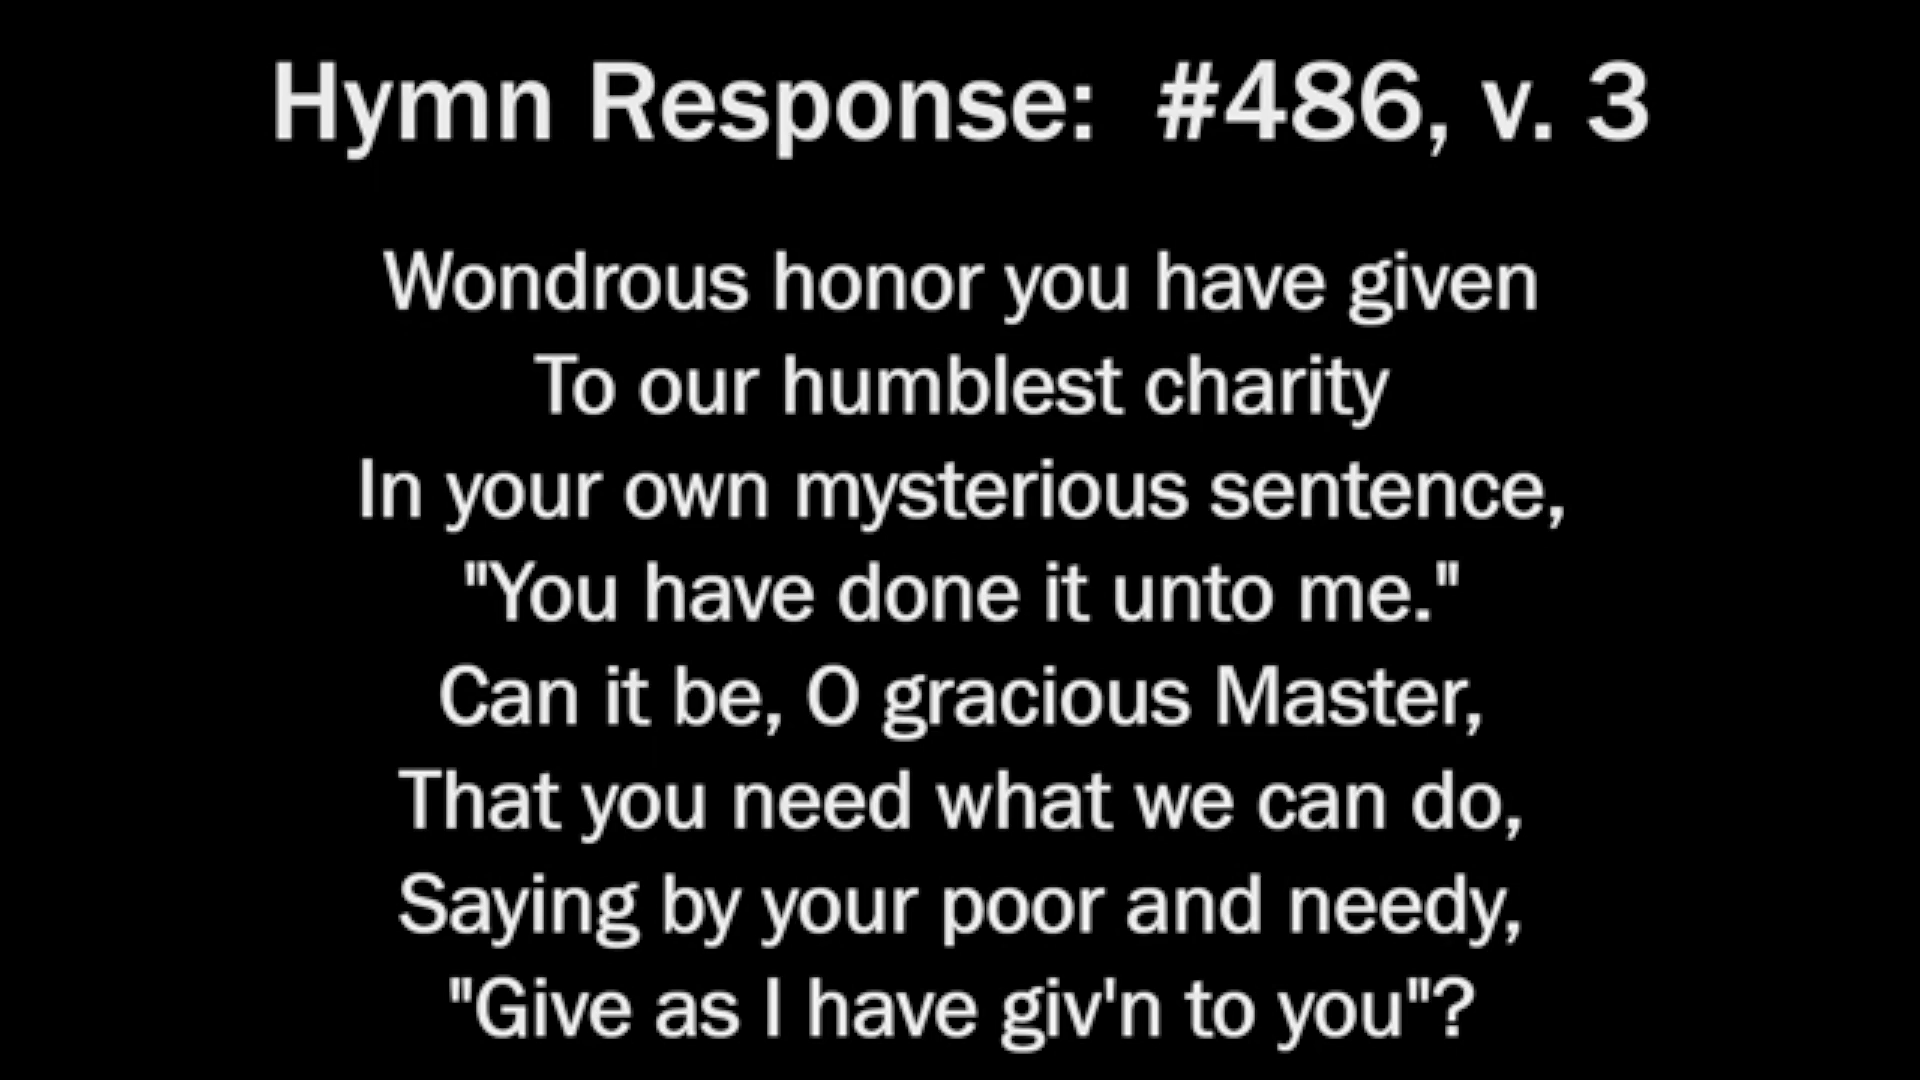 Hymn Response:  #486, v. 3
Wondrous honor you have given
To our humblest charity
In your own mysterious sentence,
"You have done it unto me."
Can it be, O gracious Master,
That you need what we can do,
Saying by your poor and needy,
"Give as I have giv'n to you"?